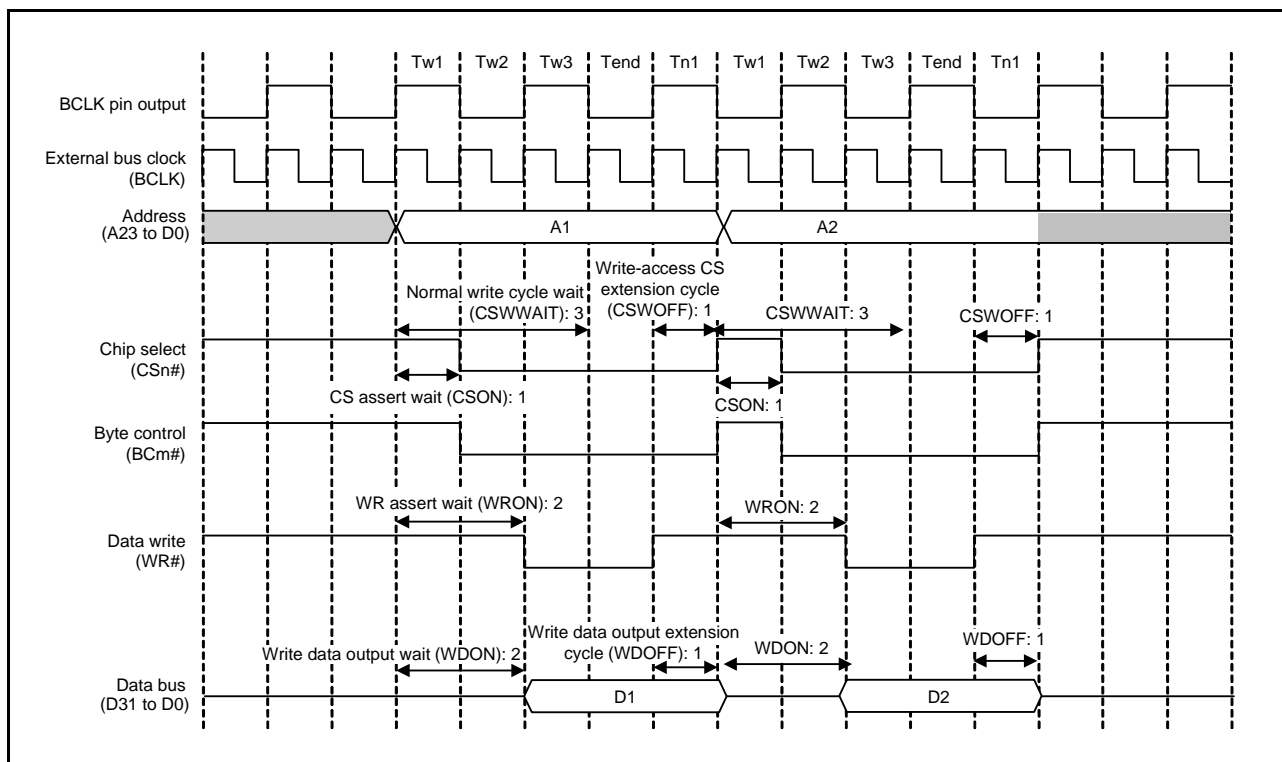 Tw1 Tw2 Tw3 Tend Tn1 Tw1 Tw2 Tw3 Tend Tn1
BCLK pin output
External bus clock
(BCLK)
Address
(A23 to D0)
A1
A2
Normal write cycle wait
(CSWWAIT): 3
Write-access CS
extension cycle
(CSWOFF): 1
CSWWAIT: 3
CSWOFF: 1
Chip select
(CSn#)
CS assert wait (CSON): 1
CSON: 1
Byte control
(BCm#)
WR assert wait (WRON): 2
WRON: 2
Data write
(WR#)
Write data output wait (WDON): 2
Write data output extension
cycle (WDOFF): 1
WDON: 2
WDOFF: 1
Data bus
(D31 to D0)
D1
D2